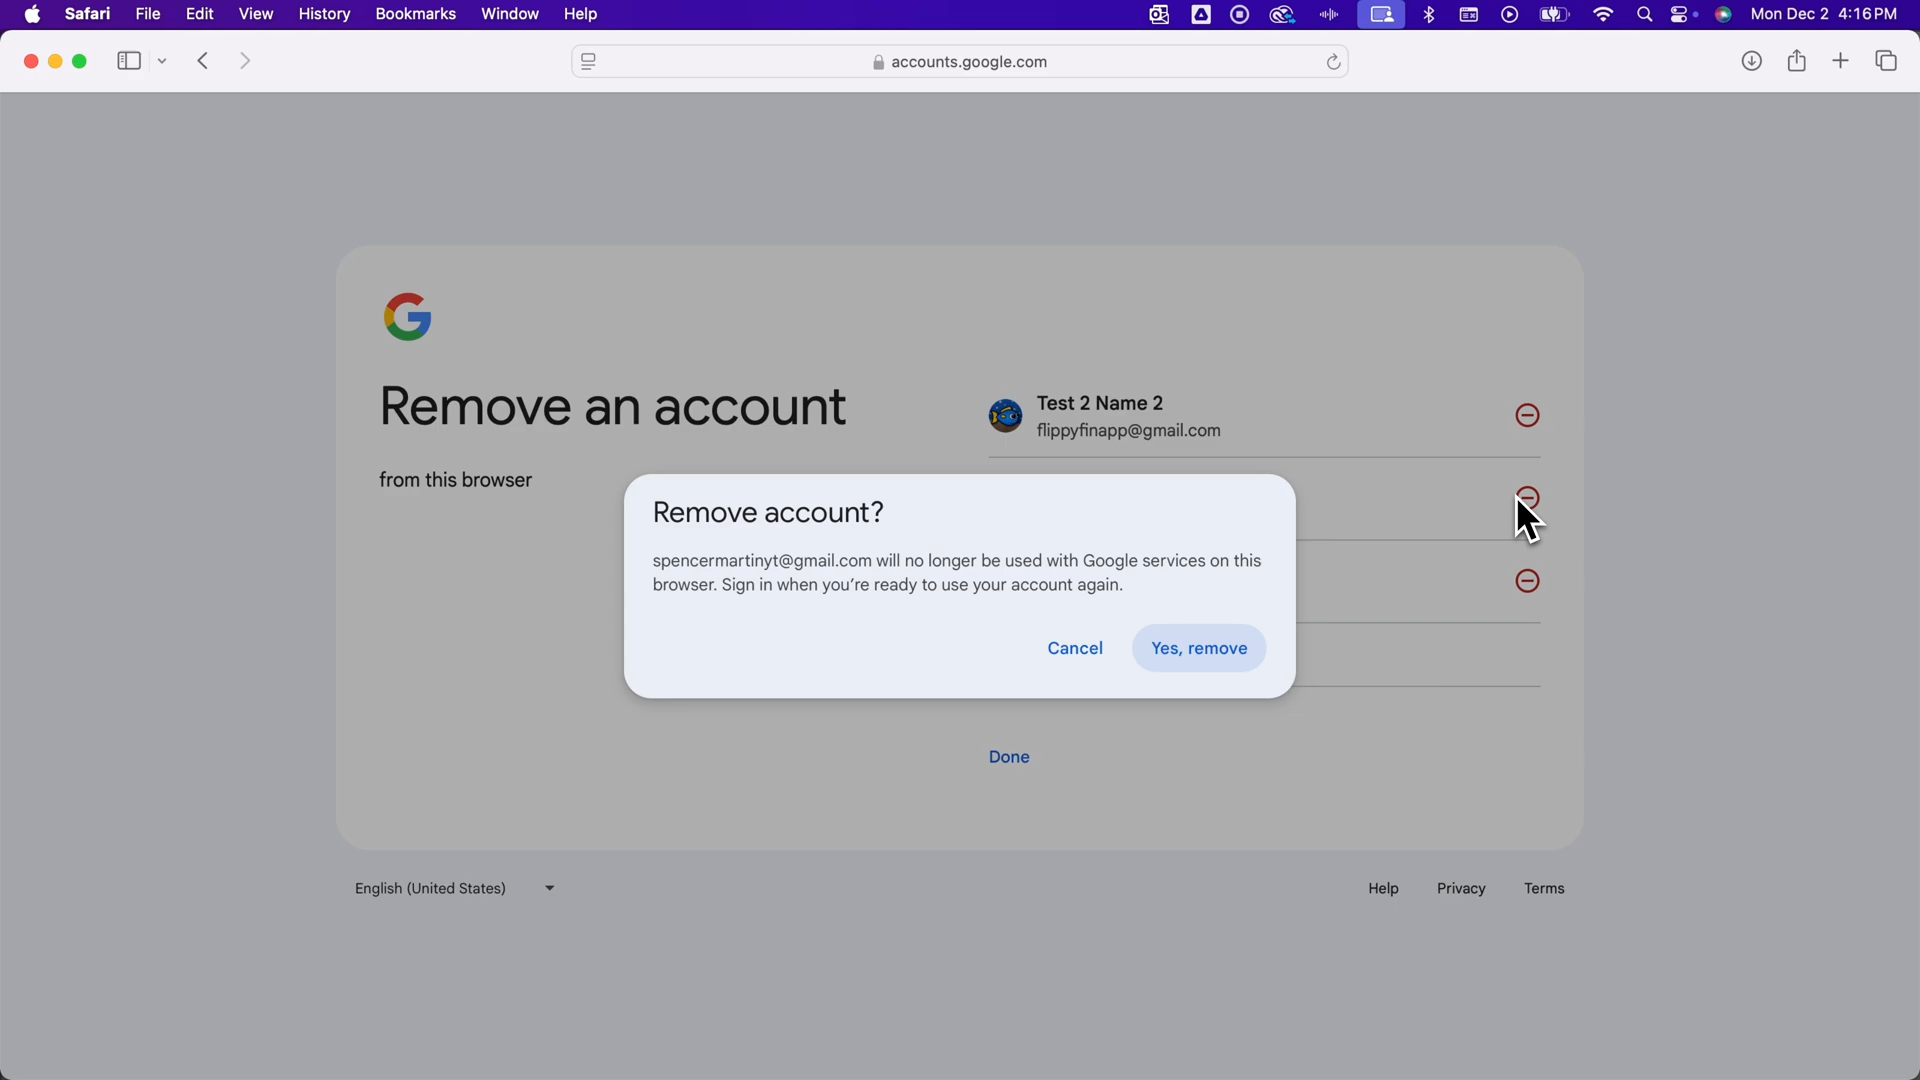 Safari File Edit View History Bookmarks Window Help Mon Dec 2 4:16 PM
accounts.google.com
Remove an account
from this browser
Test 2 Name 2
flippyfinapp@gmail.com
Remove account?
spencermartinyt@gmail.com will no longer be used with Google services on this
browser. Sign in when you're ready to use your account again.
Cancel Yes, remove
Done
English (United States) Help Privacy Terms